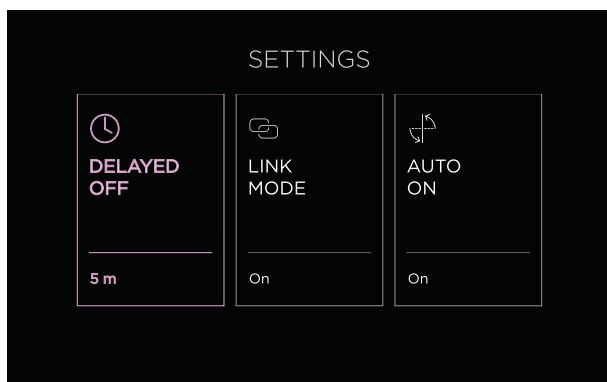 SETTINGS
DELAYED
OFF
5 m
LINK
MODE
On
AUTO
ON
On